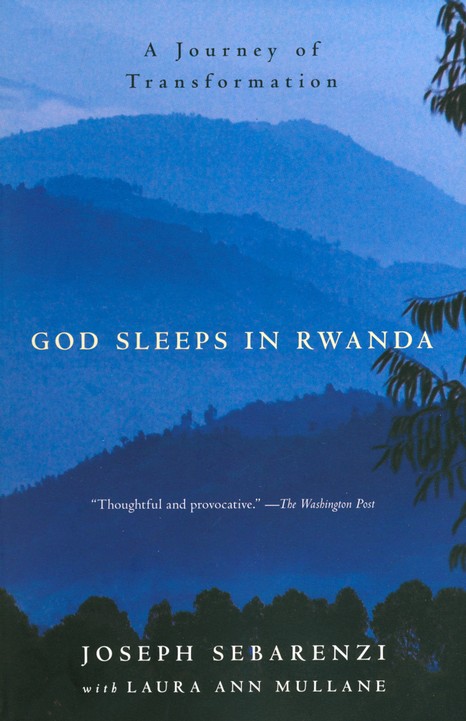 A Journey of
Transformation
GOD SLEEPS IN RWANDA
“Thoughtful and provocative.” —The Washington Post
JOSEPH SEBARENZI
with LAURA ANN MULLANE